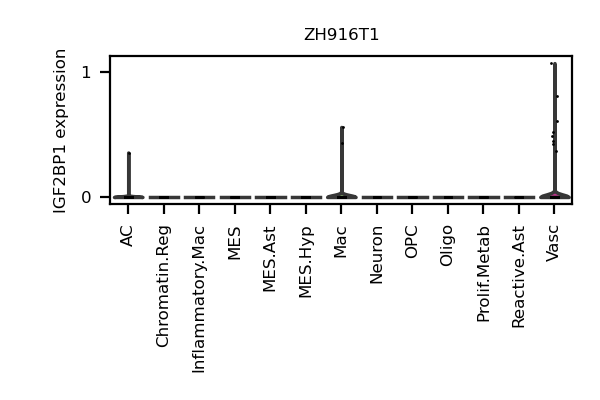 ZH916T1
IGF2BP1 expression
1
0
AC
Chromatin.Reg
Inflammatory.Mac
MES
MES.Ast
MES.Hyp
Mac
Neuron
OPC
Oligo
Prolif.Metab
Reactive.Ast
Vasc